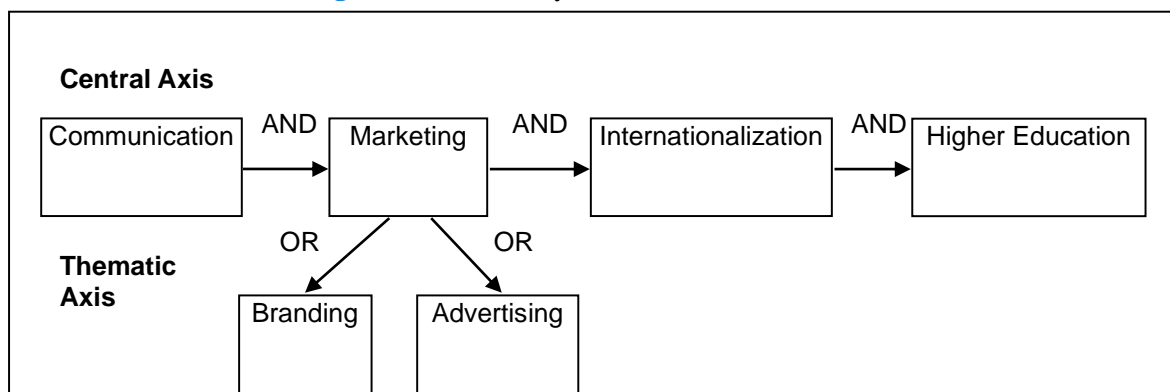 Central Axis
Communication AND Marketing AND Internationalization AND Higher Education
OR OR
Thematic
Axis
Branding Advertising